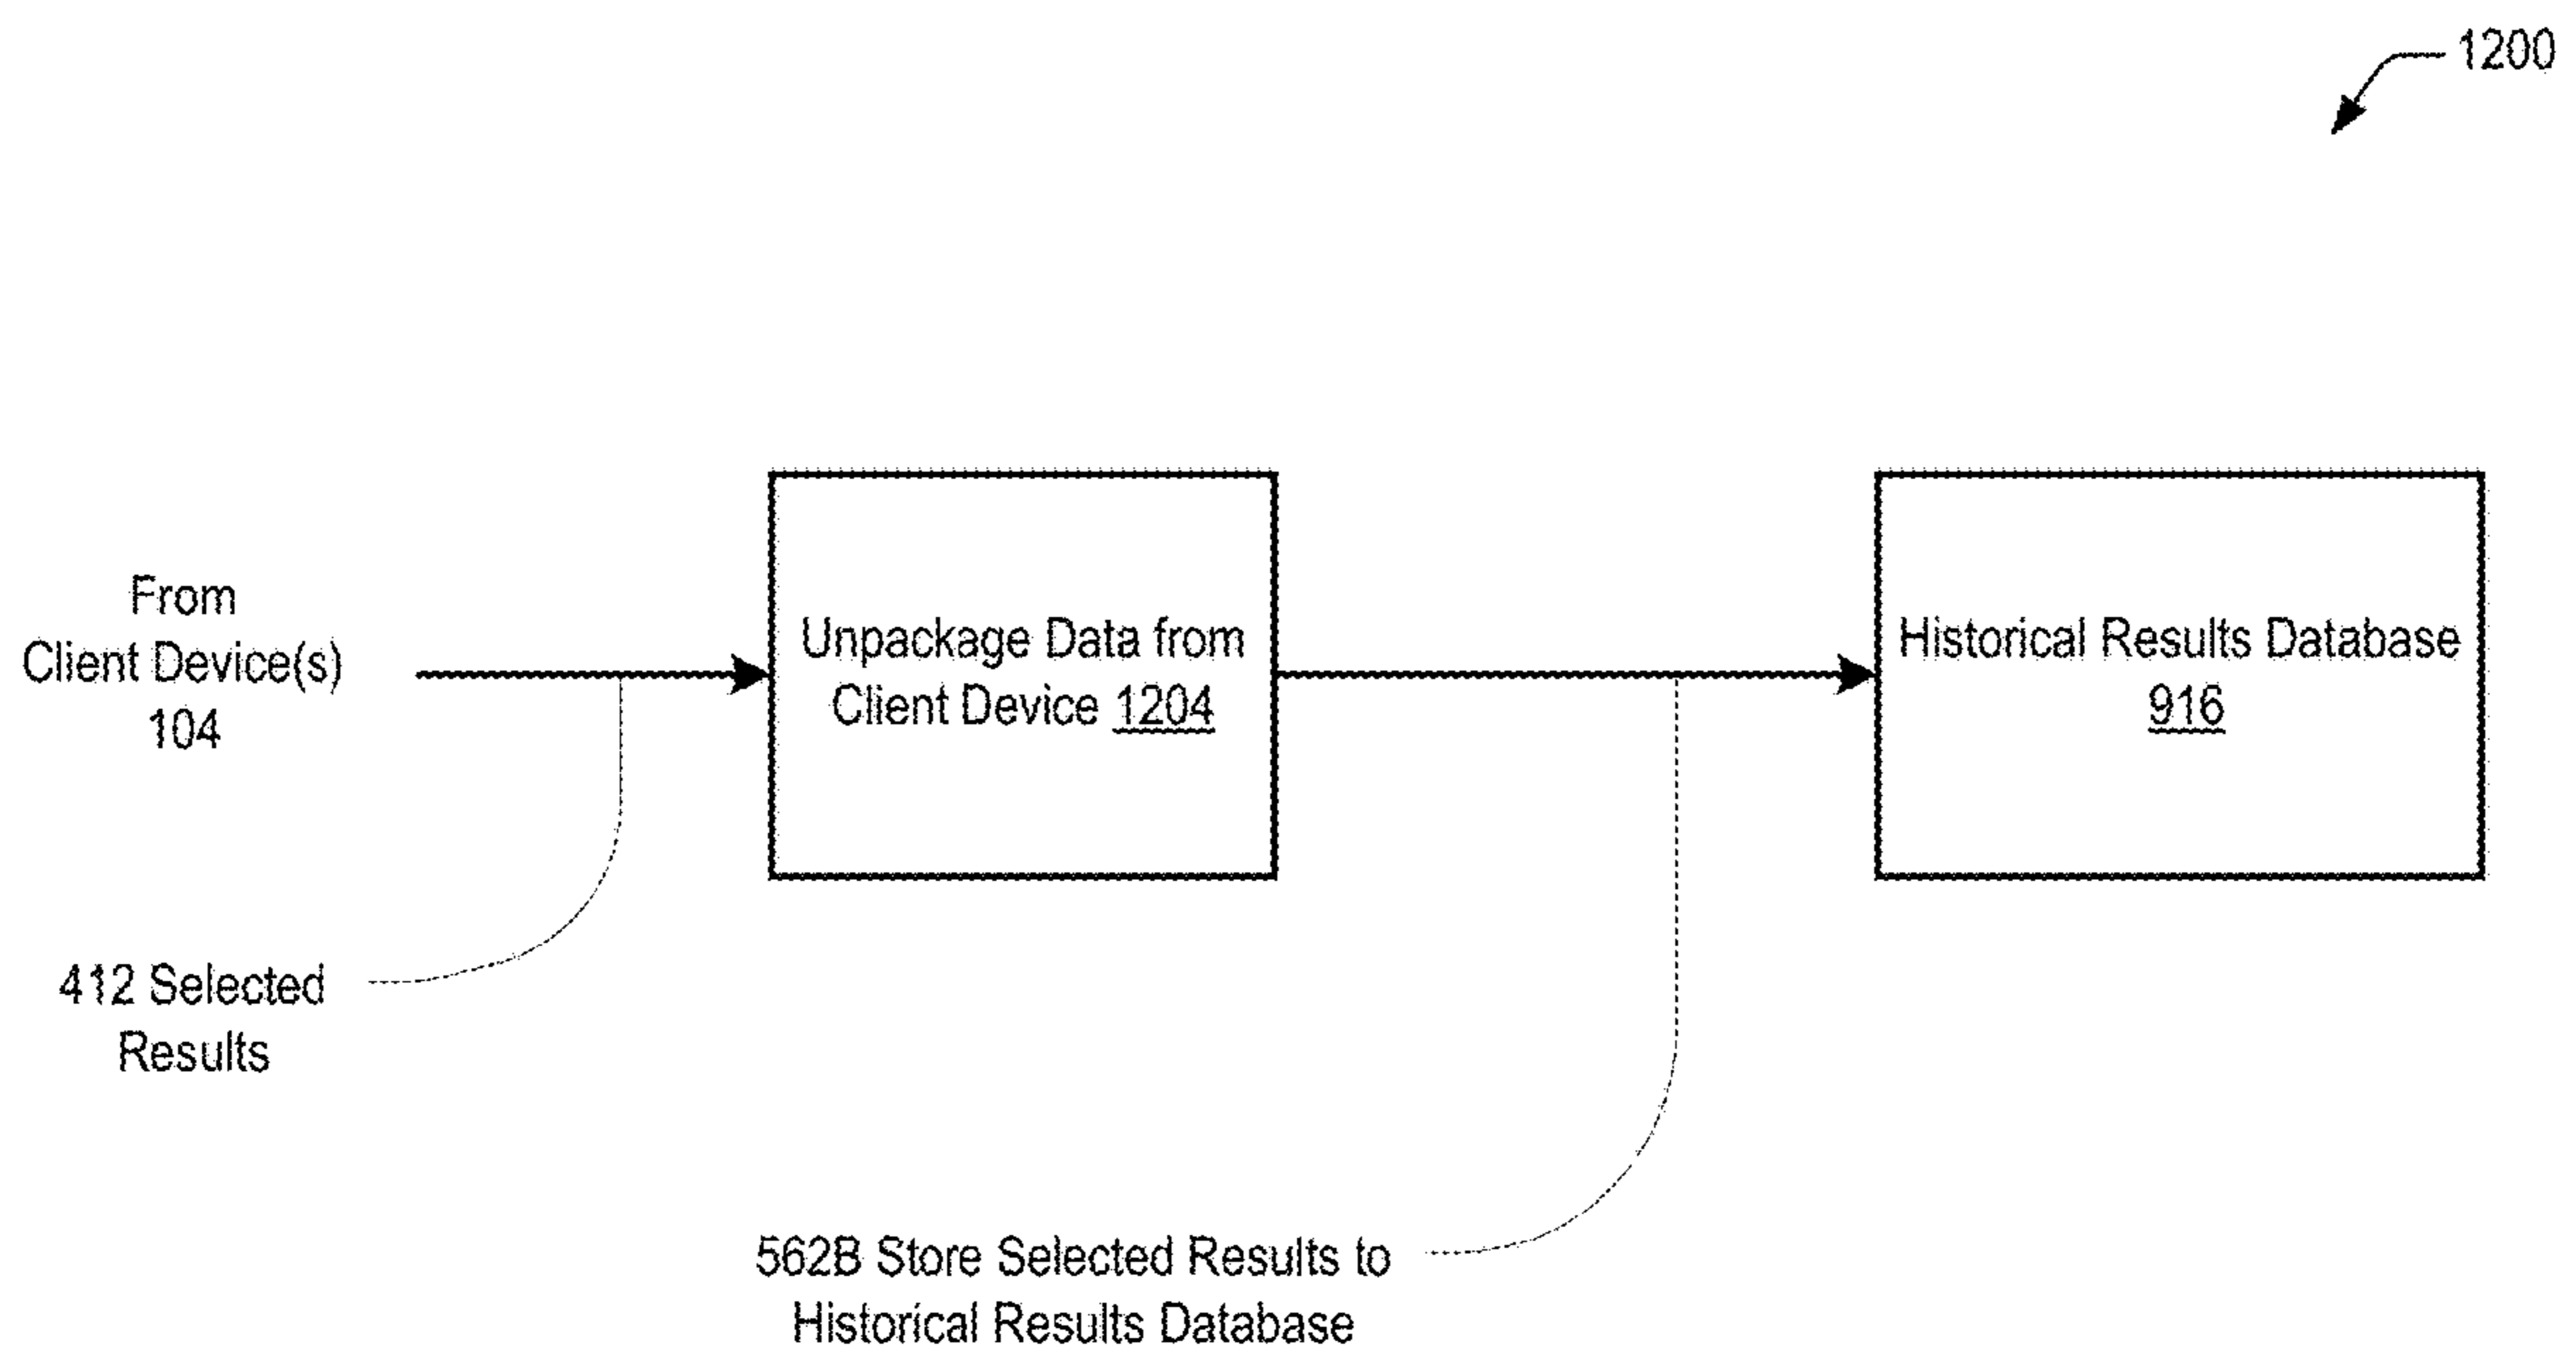 1200
From
Client Device(s)
104
Unpackage Data from
Client Device 1204
Historical Results Database
916
412 Selected
Results
562B Store Selected Results to
Historical Results Database